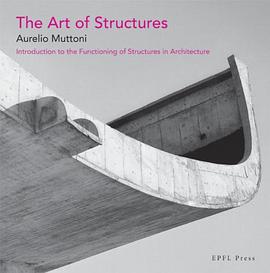 The Art of Structures
Aurelio Muttoni
Introduction to the Functioning of Structures in Architecture
EPFL Press